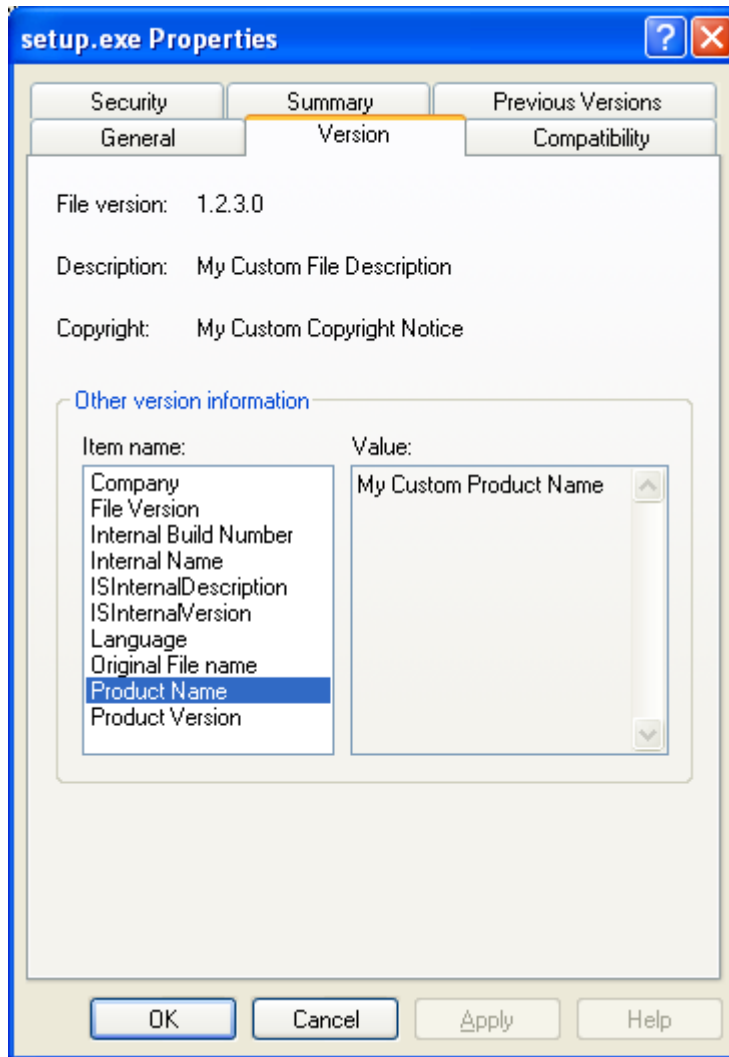 setup.exe Properties
Security Summary Previous Versions
General Version Compatibility
File version: 1.2.3.0
Description: My Custom File Description
Copyright: My Custom Copyright Notice
Other version information
Item name: Value:
Company My Custom Product Name
File Version
Internal Build Number
Internal Name
ISInternalDescription
ISInternalVersion
Language
Original File name
Product Name
Product Version
OK Cancel Apply Help